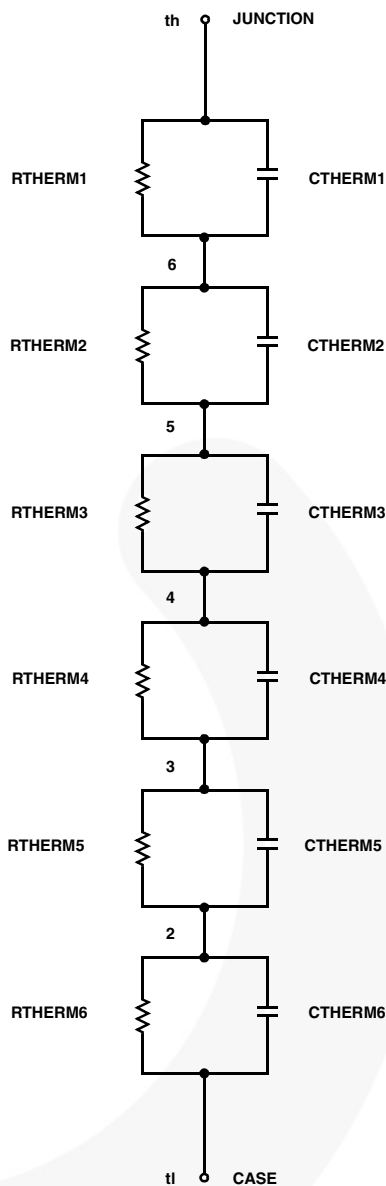 th JUNCTION
RTHERM1 CTHERM1
6
RTHERM2 CTHERM2
5
RTHERM3 CTHERM3
4
RTHERM4 CTHERM4
3
RTHERM5 CTHERM5
2
RTHERM6 CTHERM6
tl CASE